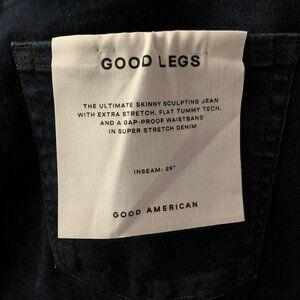 GOOD LEGS
THE ULTIMATE SKINNY SCULPTING JEAN
WITH EXTRA STRETCH, FLAT TUMMY TECH,
AND A GAP-PROOF WAISTBAND
IN SUPER STRETCH DENIM
INSEAM: 29"
GOOD AMERICAN